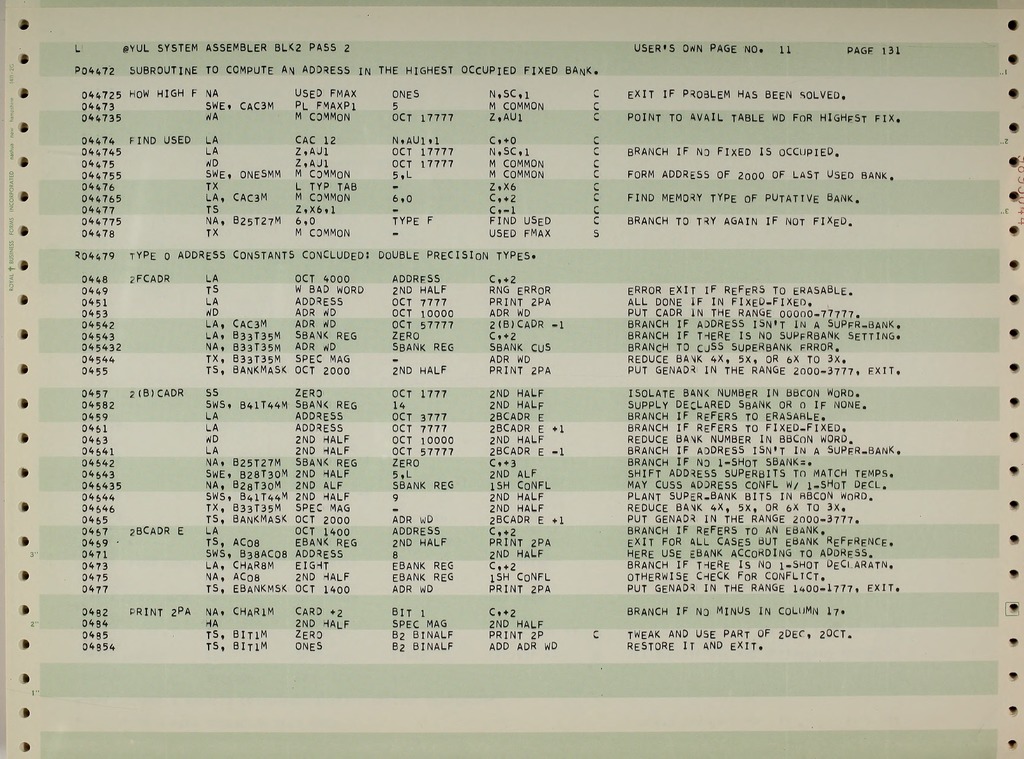 L @YUL SYSTEM ASSEMBLER BLK2 PASS 2 USER'S OWN PAGE NO. 11 PAGE 131
P04472 SUBROUTINE TO COMPUTE AN ADDRESS IN THE HIGHEST OCCUPIED FIXED BANK.
044725 HOW HIGH F NA USED FMAX ONES N,SC,1 C EXIT IF PROBLEM HAS BEEN SOLVED.
04473 SWE, CAC3M PL FMAXP1 5 M COMMON C
044735 WA M COMMON OCT 17777 Z,AU1 C POINT TO AVAIL TABLE WD FOR HIGHEST FIX.
04474 FIND USED LA CAC 12 N,AU1,1 C,+0 C
044745 LA Z,AU1 OCT 17777 N,SC,1 C BRANCH IF NO FIXED IS OCCUPIED.
04475 WD Z,AU1 OCT 17777 M COMMON C
044755 SWE, ONESMM M COMMON 5,L M COMMON C FORM ADDRESS OF 2000 OF LAST USED BANK.
04476 TX L TYP TAB - Z,X6 C
044765 LA, CAC3M M COMMON 6,0 C,+2 C FIND MEMORY TYPE OF PUTATIVE BANK.
04477 TS Z,X6,1 - C,-1 C
044775 NA, B25T27M 6,0 TYPE F FIND USED C BRANCH TO TRY AGAIN IF NOT FIXED.
04478 TX M COMMON - USED FMAX S
R04479 TYPE O ADDRESS CONSTANTS CONCLUDED: DOUBLE PRECISION TYPES.
0448 2FCADR LA OCT 4000 ADDRESS C,+2
0449 TS W BAD WORD 2ND HALF RNG ERROR ERROR EXIT IF REFERS TO ERASABLE.
0451 LA ADDRESS OCT 7777 PRINT 2PA ALL DONE IF IN FIXED-FIXED.
0453 WD ADR WD OCT 10000 ADR WD PUT CADR IN THE RANGE 00000-77777.
04542 LA, CAC3M ADR WD OCT 57777 2(B)CADR -1 BRANCH IF ADDRESS ISN'T IN A SUPER-BANK.
04543 LA, B33T35M SBANK REG ZERO C,+2 BRANCH IF THERE IS NO SUPERBANK SETTING.
045432 NA, B33T35M ADR WD SBANK REG SBANK CUS BRANCH TO CUSS SUPERBANK ERROR.
04544 TX, B33T35M SPEC MAG - ADR WD REDUCE BANK 4X, 5X, OR 6X TO 3X.
0455 TS, BANKMASK OCT 2000 2ND HALF PRINT 2PA PUT GENADR IN THE RANGE 2000-3777, EXIT.
0457 2(B)CADR SS ZERO OCT 1777 2ND HALF ISOLATE BANK NUMBER IN BBCON WORD.
04582 SWS, B41T44M SBANK REG 14 2ND HALF SUPPLY DECLARED SBANK OR 0 IF NONE.
0459 LA ADDRESS OCT 3777 2BCADR E BRANCH IF REFERS TO ERASABLE.
0461 LA ADDRESS OCT 7777 2BCADR E +1 BRANCH IF REFERS TO FIXED-FIXED.
0463 WD 2ND HALF OCT 10000 2ND HALF REDUCE BANK NUMBER IN BBCON WORD.
04641 LA 2ND HALF OCT 57777 2BCADR E -1 BRANCH IF ADDRESS ISN'T IN A SUPER-BANK.
04642 NA, B25T27M SBANK REG ZERO C,+3 BRANCH IF NO 1-SHOT SBANK=.
04643 SWE, B28T30M 2ND HALF 5,L 2ND ALF SHIFT ADDRESS SUPERBITS TO MATCH TEMPS.
046435 NA, B28T30M 2ND ALF SBANK REG 1SH CONFL MAY CUSS ADDRESS CONFL W/ 1-SHOT DECL.
04644 SWS, B41T44M 2ND HALF 9 2ND HALF PLANT SUPER-BANK BITS IN BBCON WORD.
04646 TX, B33T35M SPEC MAG - 2ND HALF REDUCE BANK 4X, 5X, OR 6X TO 3X.
0465 TS, BANKMASK OCT 2000 ADR WD 2BCADR E +1 PUT GENADR IN THE RANGE 2000-3777.
0467 2BCADR E LA OCT 1400 ADDRESS C,+2 BRANCH IF REFERS TO AN EBANK.
0469 TS, AC08 EBANK REG 2ND HALF PRINT 2PA EXIT FOR ALL CASES BUT EBANK REFERENCE.
0471 SWS, B38AC08 ADDRESS 8 2ND HALF HERE USE EBANK ACCORDING TO ADDRESS.
0473 LA, CHAR8M EIGHT EBANK REG C,+2 BRANCH IF THERE IS NO 1-SHOT DECLARATN.
0475 NA, AC08 2ND HALF EBANK REG 1SH CONFL OTHERWISE CHECK FOR CONFLICT.
0477 TS, EBANKMSK OCT 1400 ADR WD PRINT 2PA PUT GENADR IN THE RANGE 1400-1777, EXIT.
0482 PRINT 2PA NA, CHAR1M CARD +2 BIT 1 C,+2 BRANCH IF NO MINUS IN COLUMN 17.
0484 HA 2ND HALF SPEC MAG 2ND HALF
0485 TS, BIT1M ZERO B2 BINALF PRINT 2P C TWEAK AND USE PART OF 2DEC, 2OCT.
04854 TS, BIT1M ONES B2 BINALF ADD ADR WD RESTORE IT AND EXIT.
3"
2"
1"
ROYAL BUSINESS FORMS INCORPORATED